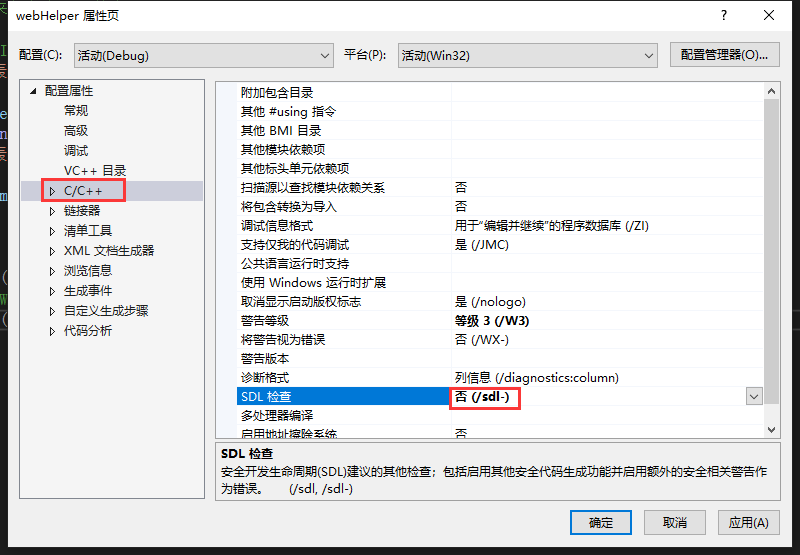 webHelper 属性页
?
配置(C): 活动(Debug) 平台(P): 活动(Win32) 配置管理器(O)...
配置属性
常规
高级
调试
VC++ 目录
C/C++
链接器
清单工具
XML 文档生成器
浏览信息
生成事件
自定义生成步骤
代码分析
附加包含目录
其他 #using 指令
其他 BMI 目录
其他模块依赖项
其他标头单元依赖项
扫描源以查找模块依赖关系 否
将包含转换为导入 否
调试信息格式 用于“编辑并继续”的程序数据库 (/ZI)
支持仅我的代码调试 是 (/JMC)
公共语言运行时支持
使用 Windows 运行时扩展
取消显示启动版权标志 是 (/nologo)
警告等级 等级 3 (/W3)
将警告视为错误 否 (/WX-)
警告版本
诊断格式 列信息 (/diagnostics:column)
SDL 检查 否 (/sdl-)
多处理器编译
启用地址擦除系统 否
SDL 检查
安全开发生命周期(SDL)建议的其他检查；包括启用其他安全代码生成功能并启用额外的安全相关警告作
为错误。 (/sdl, /sdl-)
确定 取消 应用(A)